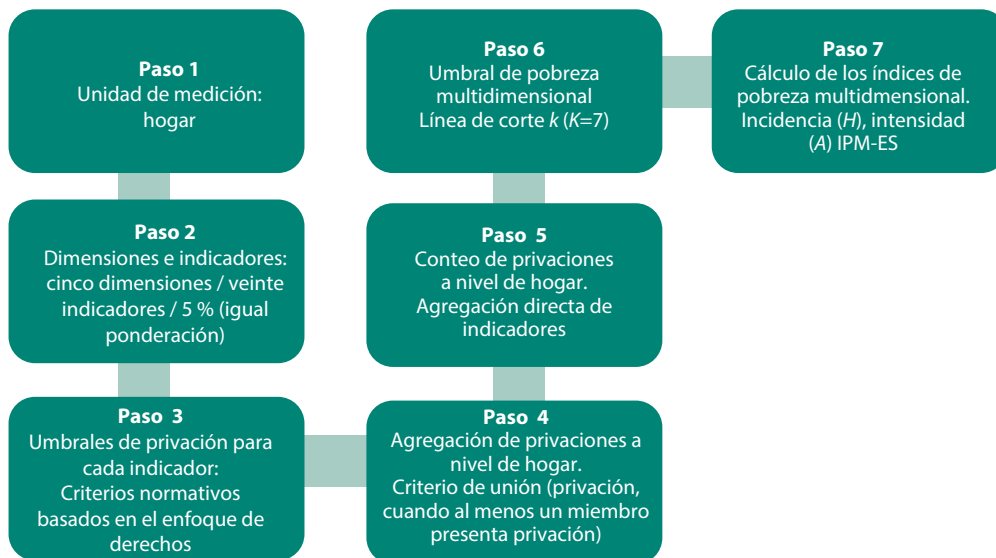 Paso 1
Unidad de medición:
hogar
Paso 2
Dimensiones e indicadores:
cinco dimensiones / veinte
indicadores / 5 % (igual
ponderación)
Paso 3
Umbrales de privación para
cada indicador:
Criterios normativos
basados en el enfoque de
derechos
Paso 4
Agregación de privaciones a
nivel de hogar.
Criterio de unión (privación,
cuando al menos un miembro
presenta privación)
Paso 5
Conteo de privaciones
a nivel de hogar.
Agregación directa de
indicadores
Paso 6
Umbral de pobreza
multidimensional
Línea de corte k (K=7)
Paso 7
Cálculo de los índices de
pobreza multidmensional.
Incidencia (H), intensidad
(A) IPM-ES